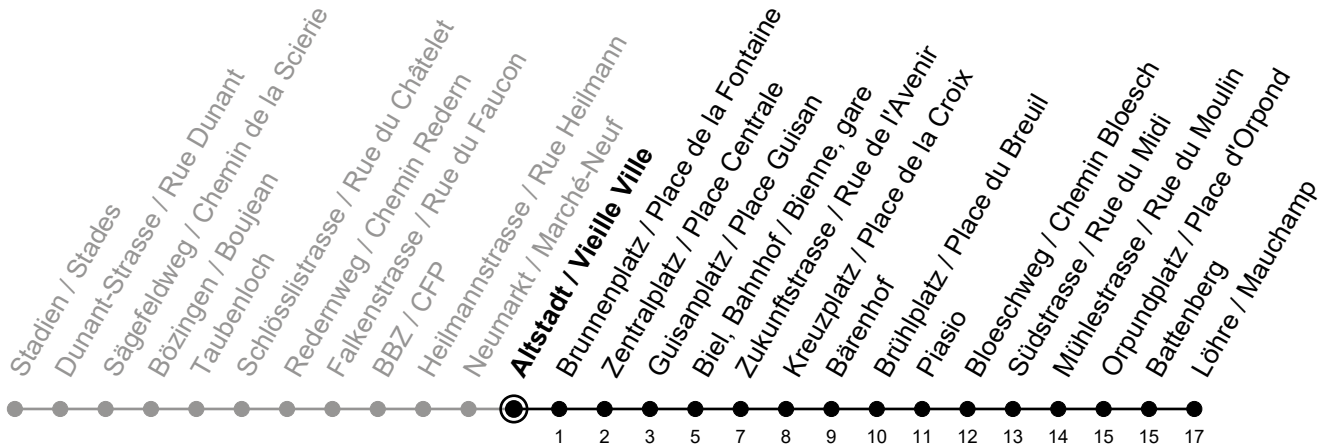 Stadien / Stades
Dunant-Strasse / Rue Dunant
Sägefeldweg / Chemin de la Scierie
Bözingen / Boujean
Taubenloch
Schlösslistrasse / Rue du Châtelet
Redernweg / Chemin Redern
Falkenstrasse / Rue du Faucon
BBZ / CFP
Heilmannstrasse / Rue Heilmann
Neumarkt / Marché-Neuf
Altstadt / Vieille Ville
Brunnenplatz / Place de la Fontaine
Zentralplatz / Place Centrale
Guisanplatz / Place Guisan
Biel, Bahnhof / Bienne, gare
Zukunftstrasse / Rue de l'Avenir
Kreuzplatz / Place de la Croix
Bärenhof
Brühlplatz / Place du Breuil
Piasio
Bloeschweg / Chemin Bloesch
Südstrasse / Rue du Midi
Mühlestrasse / Rue du Moulin
Orpundplatz / Place d'Orpond
Battenberg
Löhre / Mauchamp
1 2 3 5 7 8 9 10 11 12 13 14 15 15 17